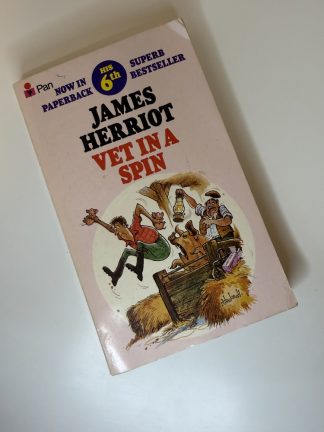 Pan
NOW IN
PAPERBACK
HIS
6th
SUPERB
BESTSELLER
JAMES
HERRIOT
VET IN A
SPIN